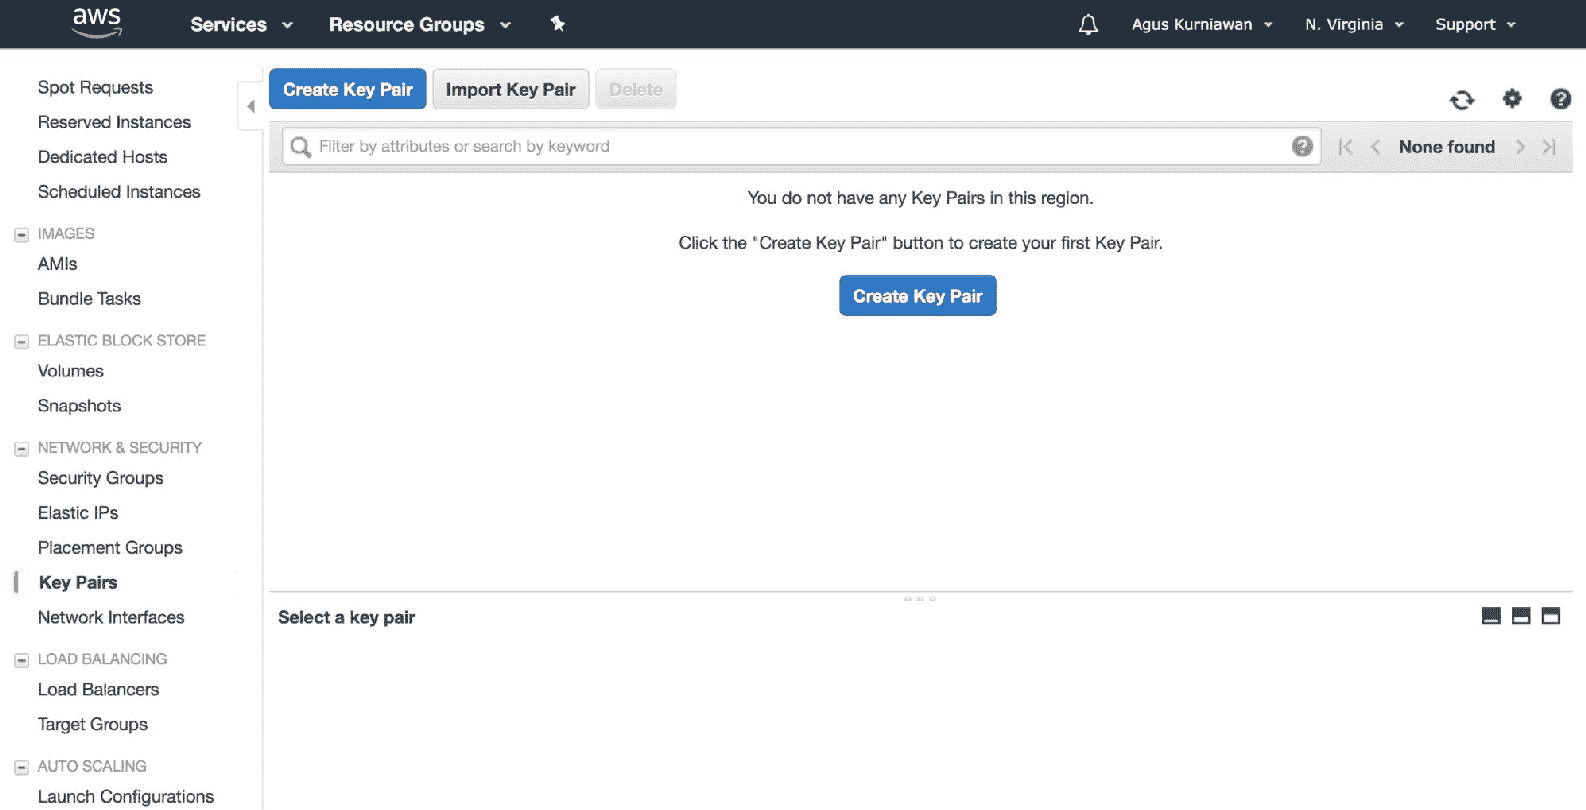 aws Services Resource Groups Agus Kurniawan N. Virginia Support
Spot Requests
Reserved Instances
Dedicated Hosts
Scheduled Instances
IMAGES
AMIs
Bundle Tasks
ELASTIC BLOCK STORE
Volumes
Snapshots
NETWORK & SECURITY
Security Groups
Elastic IPs
Placement Groups
Key Pairs
Network Interfaces
LOAD BALANCING
Load Balancers
Target Groups
AUTO SCALING
Launch Configurations
Create Key Pair Import Key Pair Delete
Filter by attributes or search by keyword None found
You do not have any Key Pairs in this region.
Click the "Create Key Pair" button to create your first Key Pair.
Create Key Pair
Select a key pair